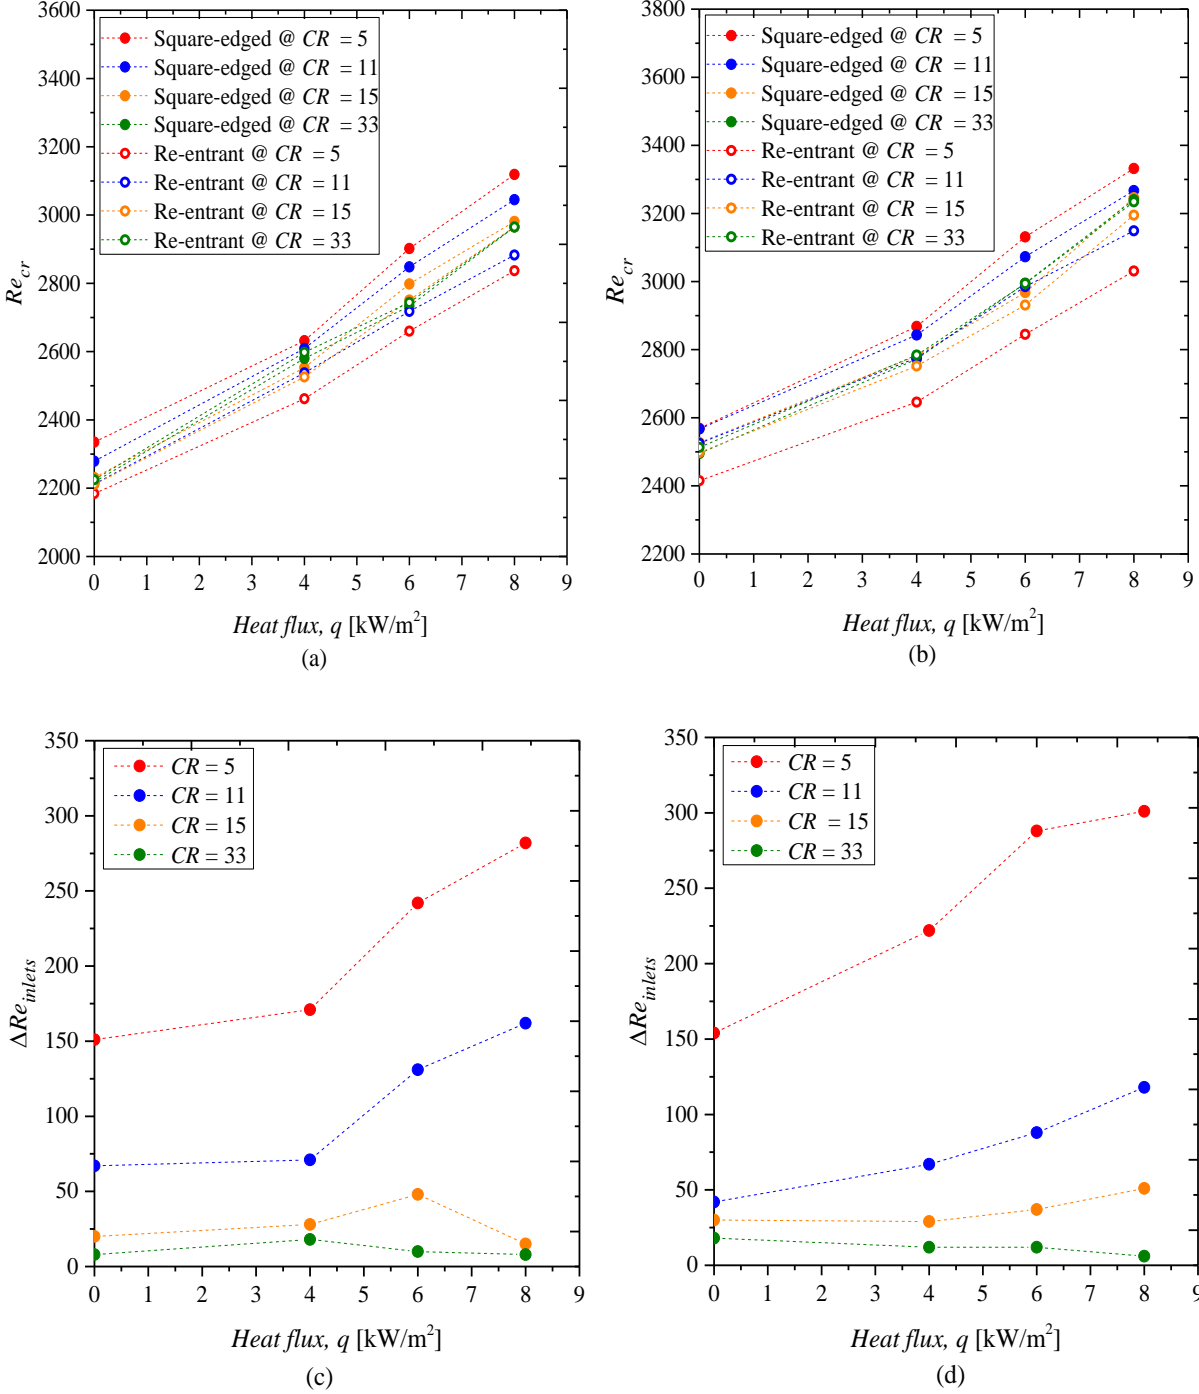 3600
3400
3200
3000
2800
2600
2400
2200
2000
Re_cr
Square-edged @ CR = 5
Square-edged @ CR = 11
Square-edged @ CR = 15
Square-edged @ CR = 33
Re-entrant @ CR = 5
Re-entrant @ CR = 11
Re-entrant @ CR = 15
Re-entrant @ CR = 33
0 1 2 3 4 5 6 7 8 9
Heat flux, q [kW/m²]
(a)
3800
3600
3400
3200
3000
2800
2600
2400
2200
Re_cr
Square-edged @ CR = 5
Square-edged @ CR = 11
Square-edged @ CR = 15
Square-edged @ CR = 33
Re-entrant @ CR = 5
Re-entrant @ CR = 11
Re-entrant @ CR = 15
Re-entrant @ CR = 33
0 1 2 3 4 5 6 7 8 9
Heat flux, q [kW/m²]
(b)
350
300
250
200
150
100
50
0
ΔRe_inlets
CR = 5
CR = 11
CR = 15
CR = 33
0 1 2 3 4 5 6 7 8 9
Heat flux, q [kW/m²]
(c)
350
300
250
200
150
100
50
0
ΔRe_inlets
CR = 5
CR = 11
CR = 15
CR = 33
0 1 2 3 4 5 6 7 8 9
Heat flux, q [kW/m²]
(d)